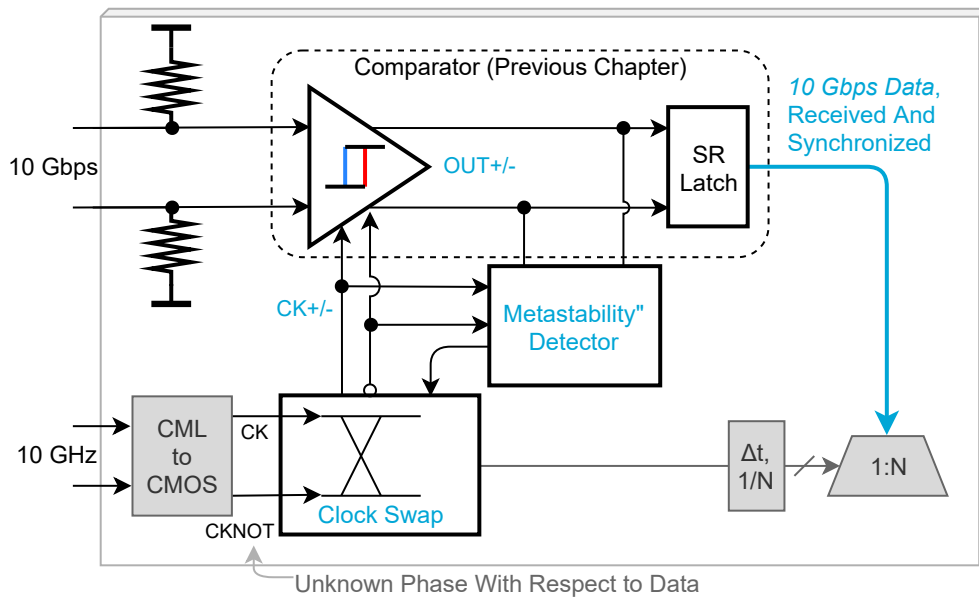 Comparator (Previous Chapter)
10 Gbps Data,
Received And
Synchronized
10 Gbps
OUT+/-
SR
Latch
CK+/-
Metastability"
Detector
10 GHz
CML
to
CMOS
CK
CKNOT
Clock Swap
Δt,
1/N
1:N
Unknown Phase With Respect to Data